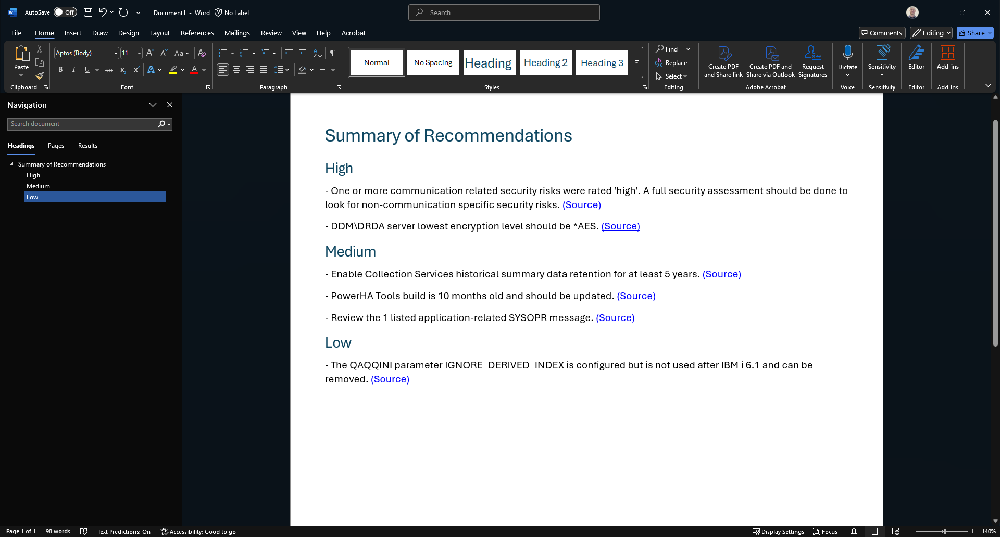 AutoSave Off Document1 - Word No Label Search
File Home Insert Draw Design Layout References Mailings Review View Help Acrobat Comments Editing Share
Paste
Clipboard
Aptos (Body) 11 Aa
B I U ab x₂ x² A A
Font
Paragraph
Normal No Spacing Heading Heading 2 Heading 3
Styles
Find
Replace
Select
Editing
Create PDF
and Share link
Create PDF and
Share via Outlook
Request
Signatures
Adobe Acrobat
Dictate
Voice
Sensitivity
Sensitivity
Editor
Editor
Add-ins
Add-ins
Navigation
Search document
Headings Pages Results
Summary of Recommendations
High
Medium
Low
Summary of Recommendations
High
- One or more communication related security risks were rated 'high'. A full security assessment should be done to
look for non-communication specific security risks. (Source)
- DDM\DRDA server lowest encryption level should be *AES. (Source)
Medium
- Enable Collection Services historical summary data retention for at least 5 years. (Source)
- PowerHA Tools build is 10 months old and should be updated. (Source)
- Review the 1 listed application-related SYSOPR message. (Source)
Low
- The QAQQINI parameter IGNORE_DERIVED_INDEX is configured but is not used after IBM i 6.1 and can be
removed. (Source)
Page 1 of 1 98 words Text Predictions: On Accessibility: Good to go Display Settings Focus 140%